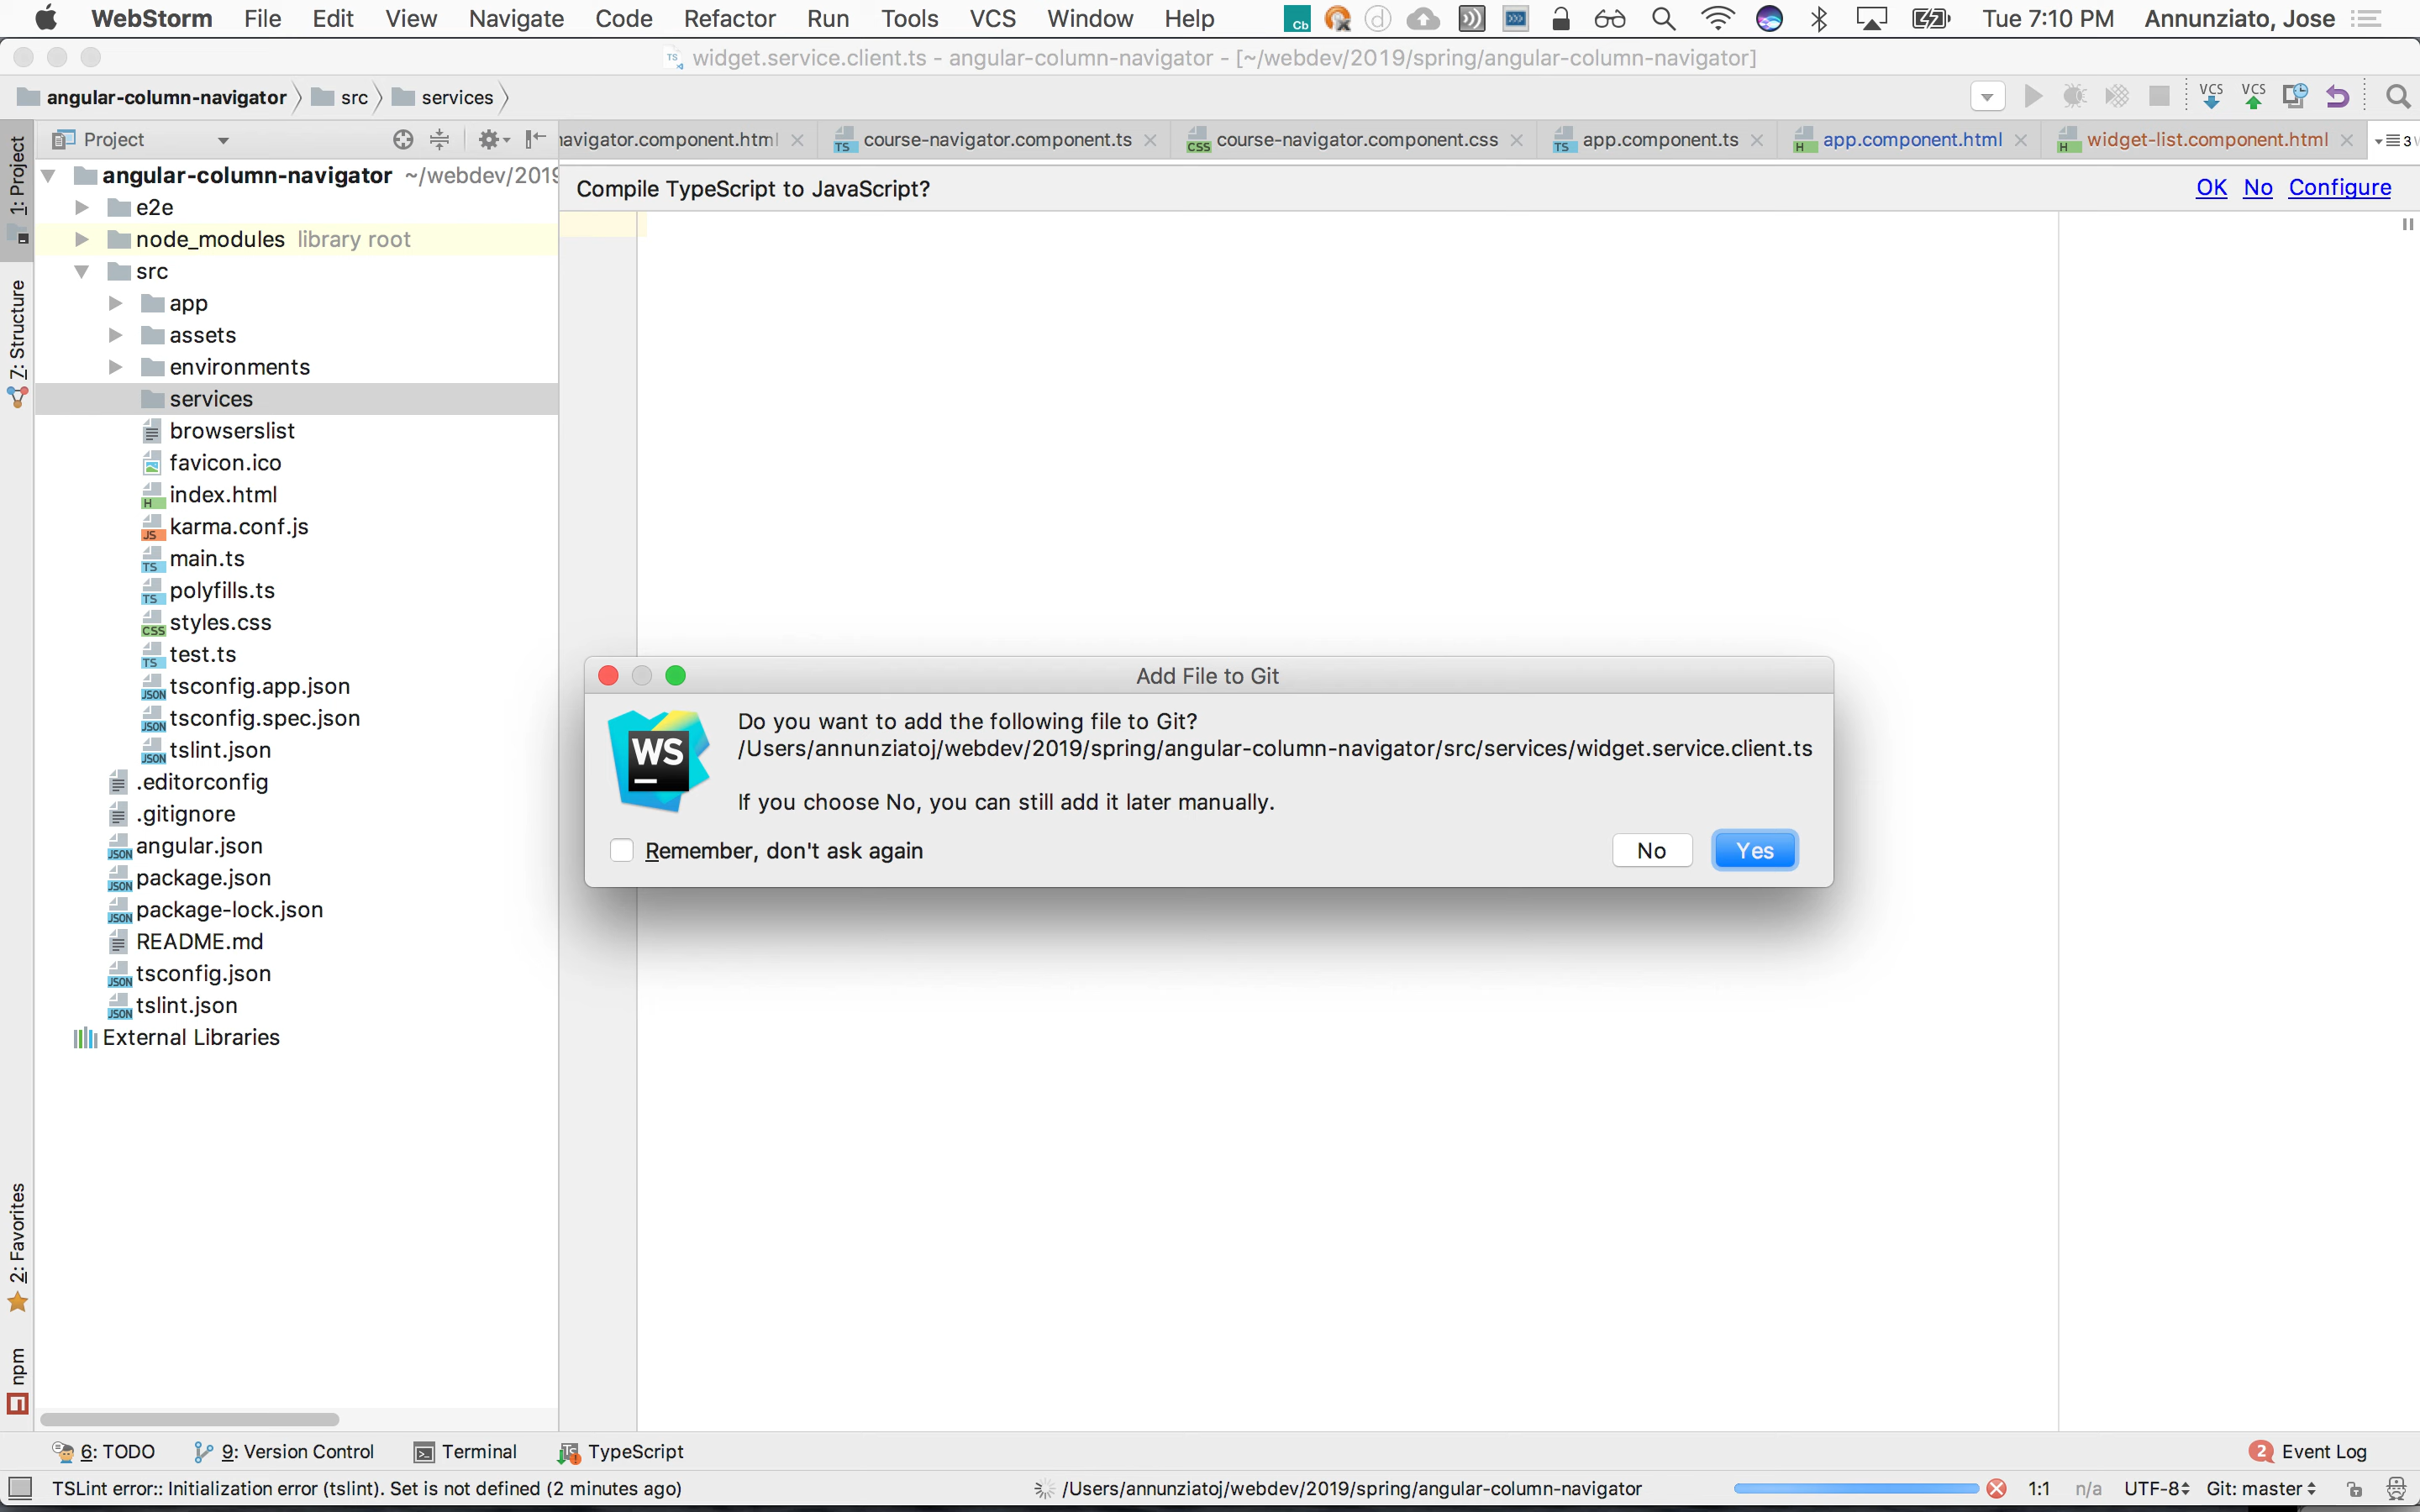 WebStorm File Edit View Navigate Code Refactor Run Tools VCS Window Help Cb Tue 7:10 PM Annunziato, Jose
widget.service.client.ts - angular-column-navigator - [~/webdev/2019/spring/angular-column-navigator]
angular-column-navigator src services VCS VCS
1: Project
Project
avigator.component.html course-navigator.component.ts course-navigator.component.css app.component.ts app.component.html widget-list.component.html 3
angular-column-navigator ~/webdev/2019
Compile TypeScript to JavaScript? OK No Configure
e2e
node_modules library root
src
app
assets
environments
services
browserslist
favicon.ico
index.html
karma.conf.js
main.ts
polyfills.ts
styles.css
test.ts
tsconfig.app.json
tsconfig.spec.json
tslint.json
.editorconfig
.gitignore
angular.json
package.json
package-lock.json
README.md
tsconfig.json
tslint.json
External Libraries
Z: Structure
2: Favorites
npm
Add File to Git
WS
Do you want to add the following file to Git?
/Users/annunziatoj/webdev/2019/spring/angular-column-navigator/src/services/widget.service.client.ts
If you choose No, you can still add it later manually.
Remember, don't ask again No Yes
6: TODO 9: Version Control Terminal TypeScript 2 Event Log
TSLint error:: Initialization error (tslint). Set is not defined (2 minutes ago) /Users/annunziatoj/webdev/2019/spring/angular-column-navigator 1:1 n/a UTF-8 Git: master